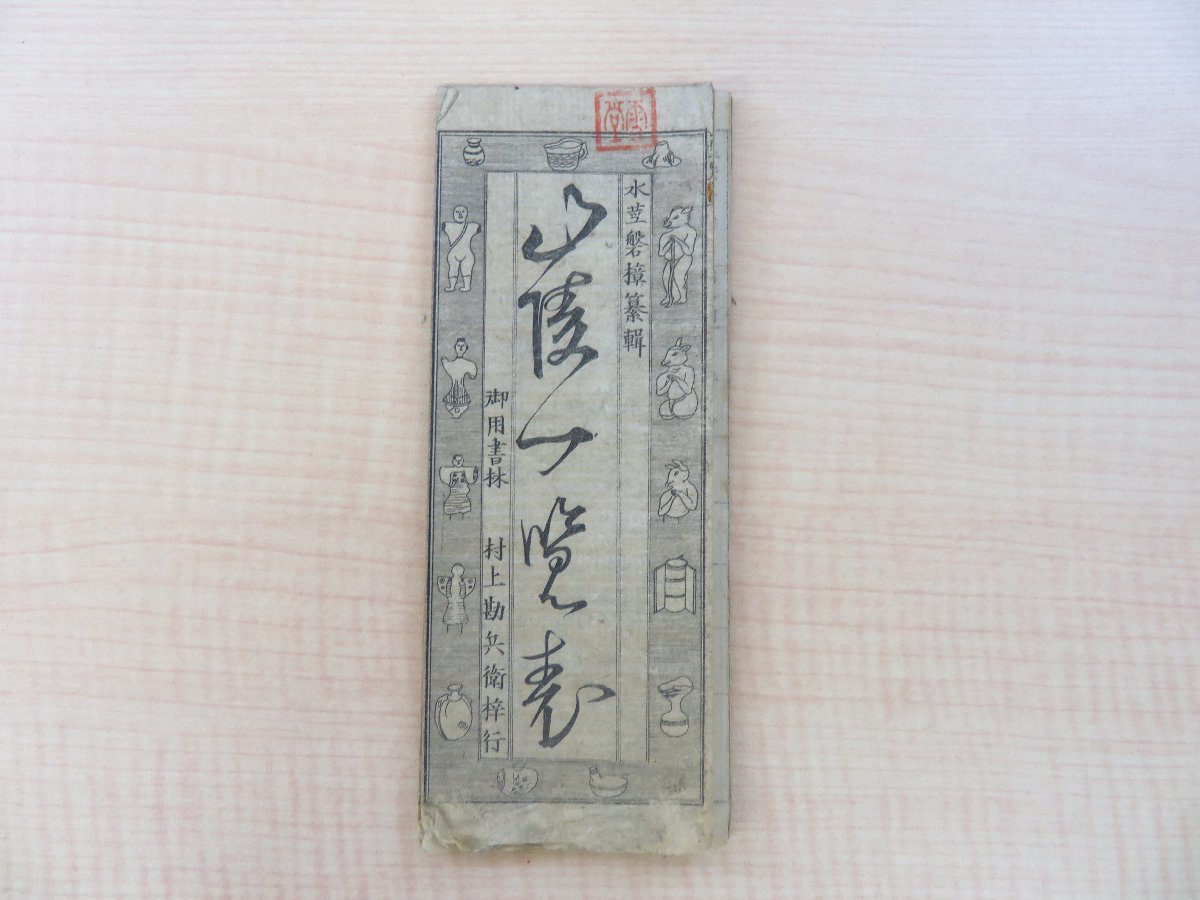 水茎磐樟纂輯
山陵一覧表
御用書林 村上勘兵衛梓行